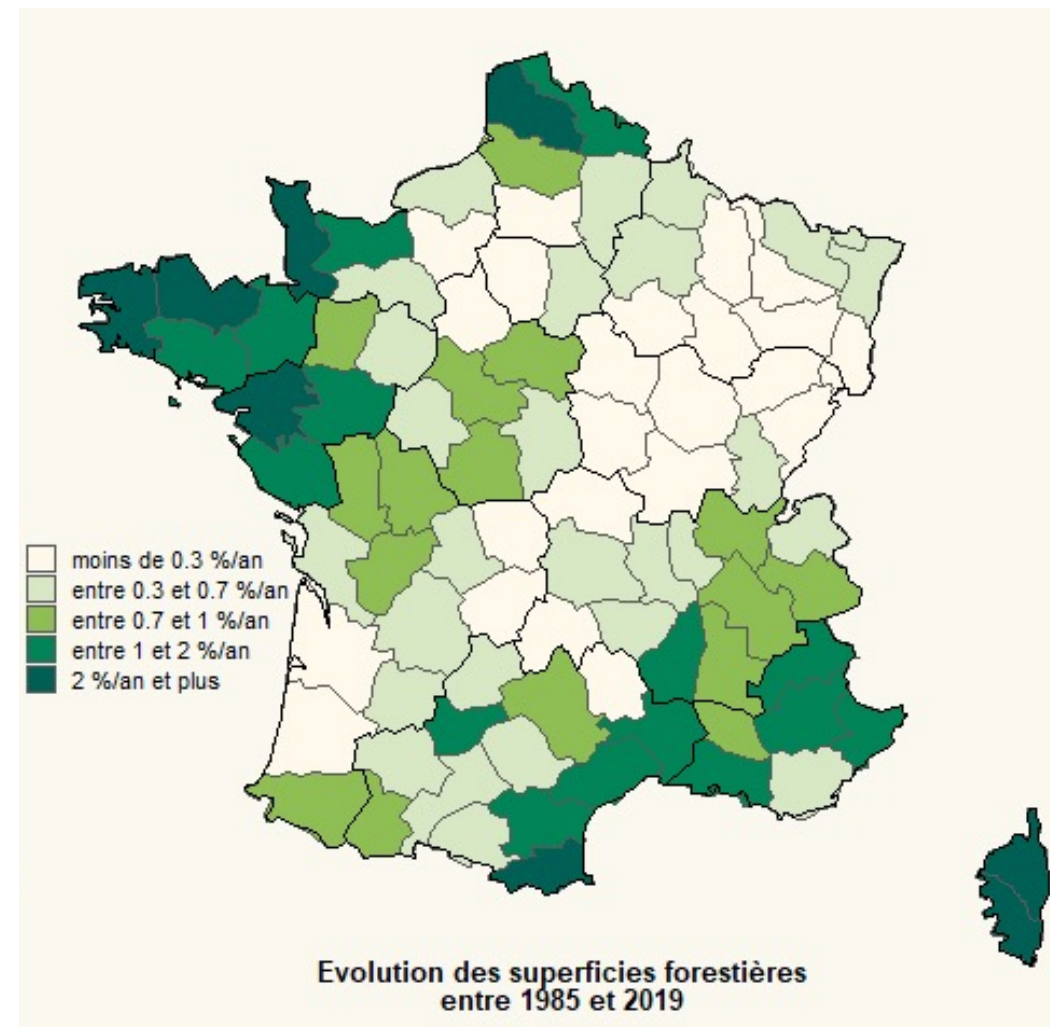 moins de 0.3 %/an
entre 0.3 et 0.7 %/an
entre 0.7 et 1 %/an
entre 1 et 2 %/an
2 %/an et plus
Evolution des superficies forestières
entre 1985 et 2019